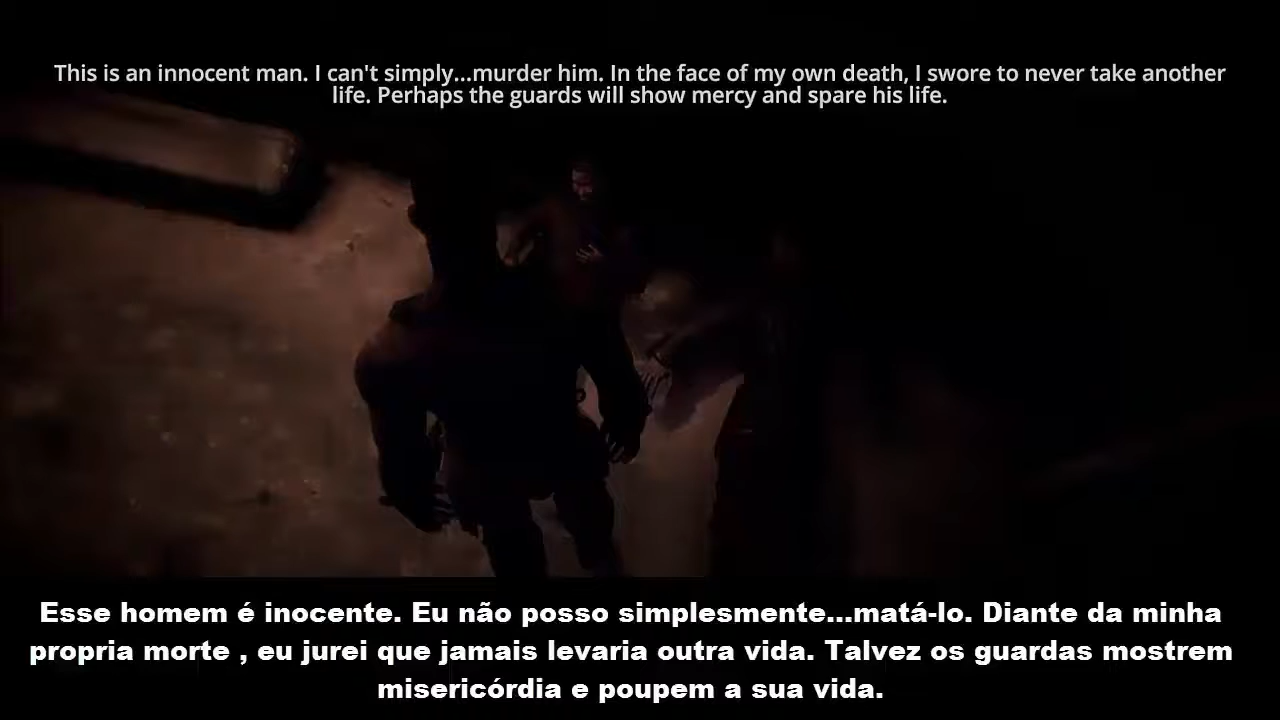 This is an innocent man. I can't simply...murder him. In the face of my own death, I swore to never take another
life. Perhaps the guards will show mercy and spare his life.
Esse homem é inocente. Eu não posso simplesmente...matá-lo. Diante da minha
propria morte , eu jurei que jamais levaria outra vida. Talvez os guardas mostrem
misericórdia e poupem a sua vida.